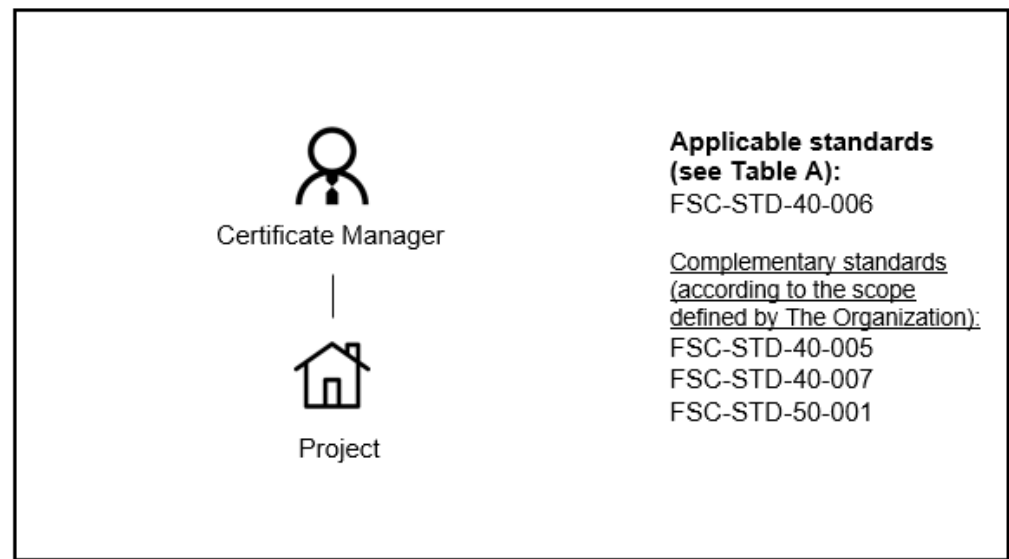 Certificate Manager
Project
Applicable standards
(see Table A):
FSC-STD-40-006
Complementary standards
(according to the scope
defined by The Organization):
FSC-STD-40-005
FSC-STD-40-007
FSC-STD-50-001